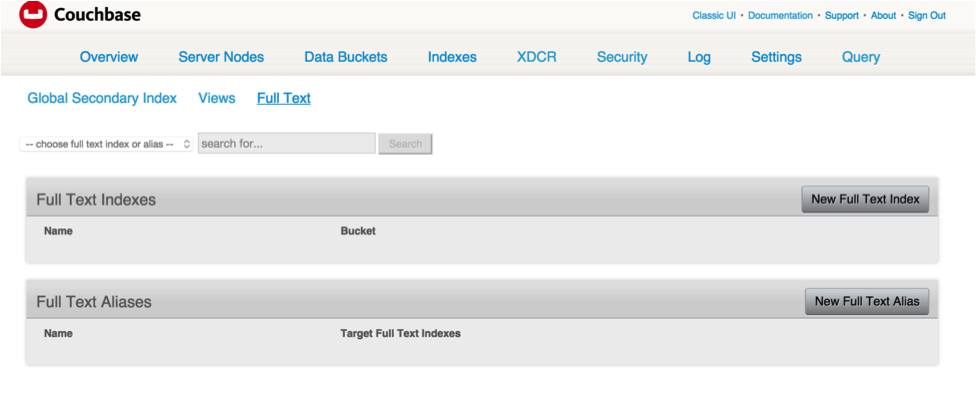 Couchbase
Classic UI • Documentation • Support • About • Sign Out
Overview Server Nodes Data Buckets Indexes XDCR Security Log Settings Query
Global Secondary Index Views Full Text
-- choose full text index or alias -- search for... Search
Full Text Indexes New Full Text Index
Name Bucket
Full Text Aliases New Full Text Alias
Name Target Full Text Indexes